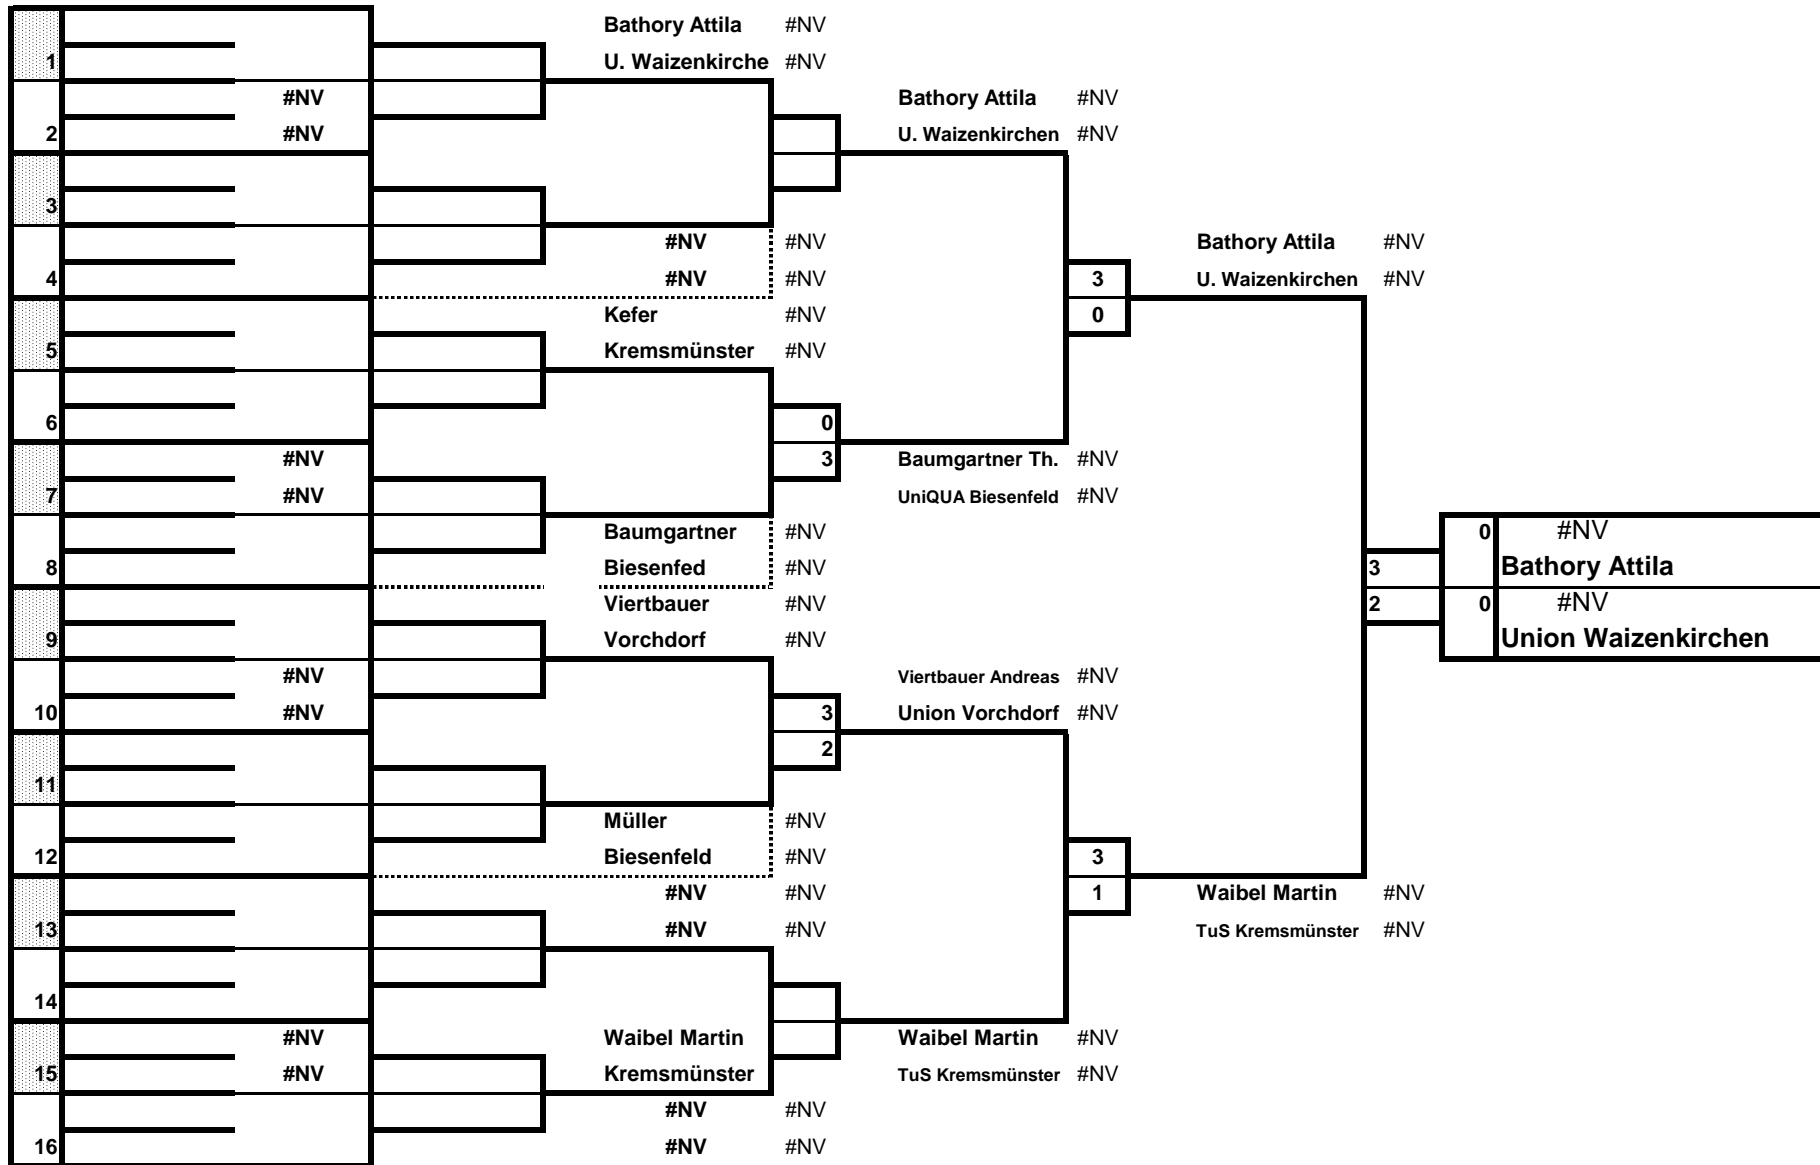 Bathory Attila #NV
1 U. Waizenkirche #NV
#NV Bathory Attila #NV
2 #NV U. Waizenkirchen #NV
3
#NV #NV Bathory Attila #NV
4 #NV #NV 3 U. Waizenkirchen #NV
Kefer #NV 0
5 Kremsmünster #NV
6 0
#NV 3 Baumgartner Th. #NV
7 #NV UniQUA Biesenfeld #NV
Baumgartner #NV 0 #NV
8 Biesenfed #NV 3 Bathory Attila
Viertbauer #NV 2 0 #NV
9 Vorchdorf #NV Union Waizenkirchen
#NV Viertbauer Andreas #NV
10 #NV 3 Union Vorchdorf #NV
2
11
Müller #NV
12 Biesenfeld #NV 3
#NV #NV 1 Waibel Martin #NV
13 #NV #NV TuS Kremsmünster #NV
14
#NV Waibel Martin Waibel Martin #NV
15 #NV Kremsmünster TuS Kremsmünster #NV
#NV #NV
16 #NV #NV